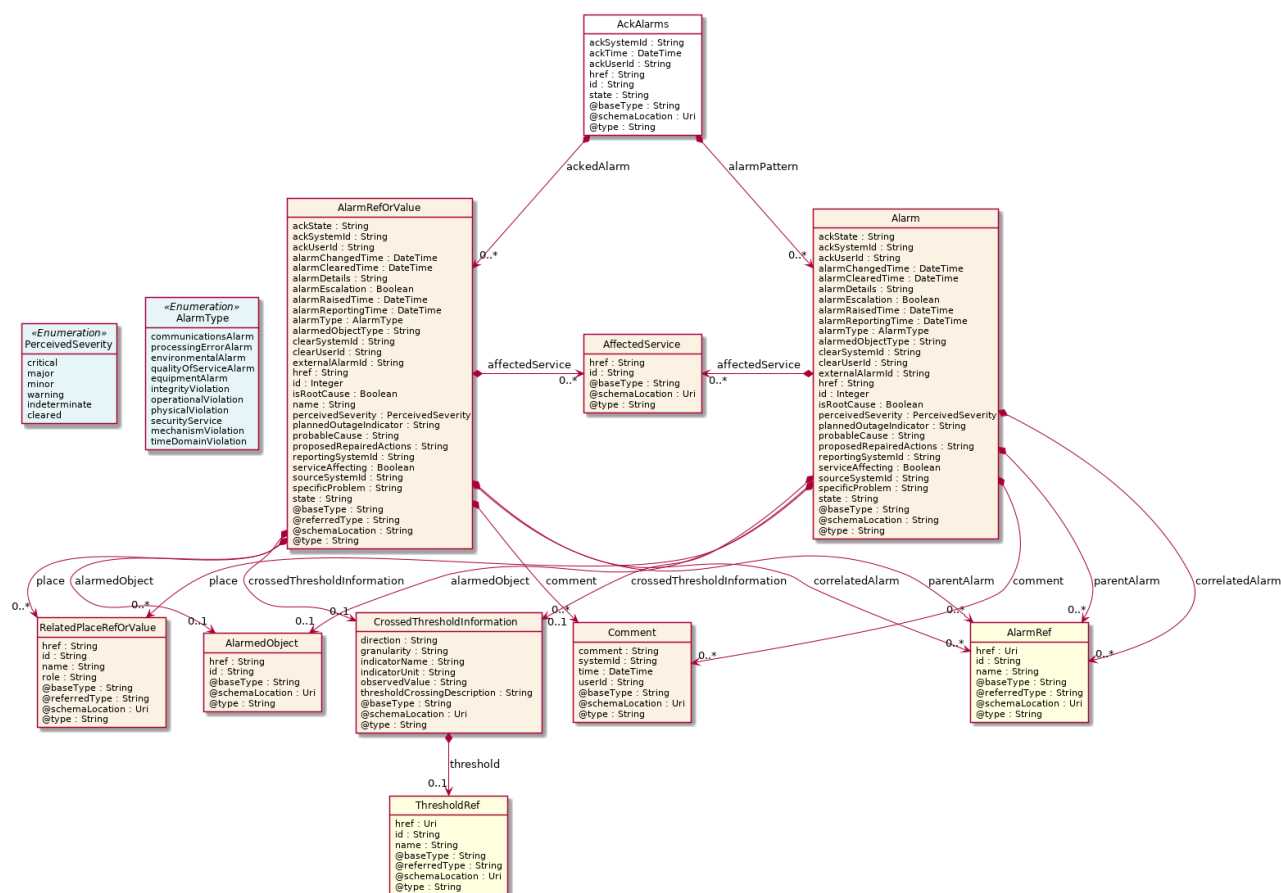 AckAlarms
ackSystemId : String
ackTime : DateTime
ackUserId : String
href : String
id : String
state : String
@baseType : String
@schemaLocation : Uri
@type : String
ackedAlarm
alarmPattern
0..*
0..*
AlarmRefOrValue
ackState : String
ackSystemId : String
ackUserId : String
alarmChangedTime : DateTime
alarmClearedTime : DateTime
alarmDetails : String
alarmEscalation : Boolean
alarmRaisedTime : DateTime
alarmReportingTime : DateTime
alarmType : AlarmType
alarmedObjectType : String
clearSystemId : String
clearUserId : String
externalAlarmId : String
href : String
id : Integer
isRootCause : Boolean
name : String
perceivedSeverity : PerceivedSeverity
plannedOutageIndicator : String
probableCause : String
proposedRepairedActions : String
reportingSystemId : String
serviceAffecting : Boolean
sourceSystemId : String
specificProblem : String
state : String
@baseType : String
@referredType : String
@schemaLocation : Uri
@type : String
Alarm
ackState : String
ackSystemId : String
ackUserId : String
alarmChangedTime : DateTime
alarmClearedTime : DateTime
alarmDetails : String
alarmEscalation : Boolean
alarmRaisedTime : DateTime
alarmReportingTime : DateTime
alarmType : AlarmType
alarmedObjectType : String
clearSystemId : String
clearUserId : String
externalAlarmId : String
href : String
id : Integer
isRootCause : Boolean
perceivedSeverity : PerceivedSeverity
plannedOutageIndicator : String
probableCause : String
proposedRepairedActions : String
reportingSystemId : String
serviceAffecting : Boolean
sourceSystemId : String
specificProblem : String
state : String
@baseType : String
@schemaLocation : Uri
@type : String
«Enumeration»
PerceivedSeverity
critical
major
minor
warning
indeterminate
cleared
«Enumeration»
AlarmType
communicationsAlarm
processingErrorAlarm
environmentalAlarm
qualityOfServiceAlarm
equipmentAlarm
integrityViolation
operationalViolation
physicalViolation
securityService
mechanismViolation
timeDomainViolation
affectedService
0..*
AffectedService
href : String
id : String
@baseType : String
@schemaLocation : Uri
@type : String
affectedService
0..*
place
alarmedObject
place
crossedThresholdInformation
alarmedObject
comment
crossedThresholdInformation
correlatedAlarm
parentAlarm
comment
parentAlarm
correlatedAlarm
0..*
0..*
0..1
0..1
0..1
0..*
0..1
0..*
0..*
0..*
0..*
0..*
RelatedPlaceRefOrValue
href : String
id : String
name : String
role : String
@baseType : String
@referredType : String
@schemaLocation : Uri
@type : String
AlarmedObject
href : String
id : String
@baseType : String
@schemaLocation : Uri
@type : String
CrossedThresholdInformation
direction : String
granularity : String
indicatorName : String
indicatorUnit : String
observedValue : String
thresholdCrossingDescription : String
@baseType : String
@schemaLocation : Uri
@type : String
Comment
comment : String
systemId : String
time : DateTime
userId : String
@baseType : String
@schemaLocation : Uri
@type : String
AlarmRef
href : Uri
id : String
name : String
@baseType : String
@referredType : String
@schemaLocation : Uri
@type : String
threshold
0..1
ThresholdRef
href : Uri
id : String
name : String
@baseType : String
@referredType : String
@schemaLocation : Uri
@type : String